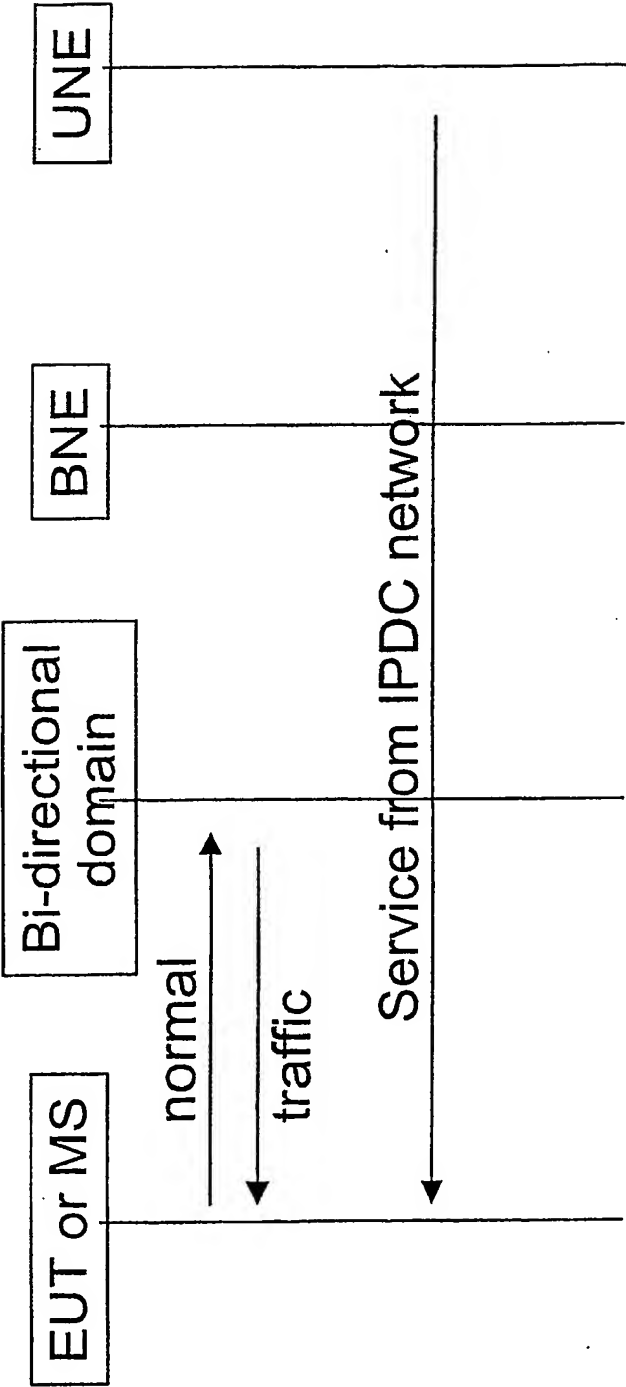 EUT or MS
Bi-directional
domain
BNE
UNE
normal
traffic
Service from IPDC network